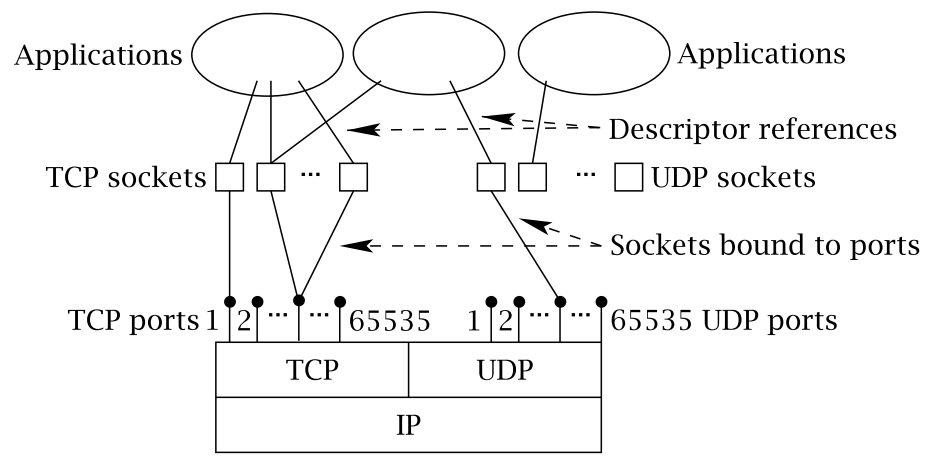 Applications
Applications
Descriptor references
TCP sockets ... ... UDP sockets
Sockets bound to ports
TCP ports 1 2 ... ... 65535 1 2 ... ... 65535 UDP ports
TCP UDP
IP